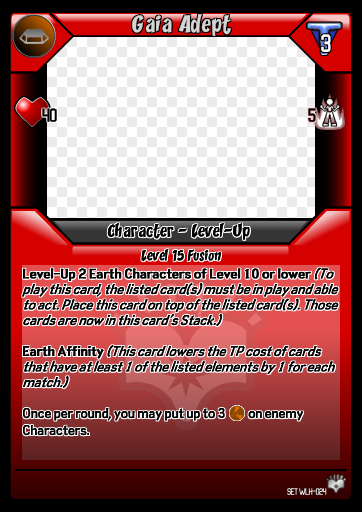 Gaia Adept
3
40
5
Character - Level-Up
Level 15 Fusion
Level-Up 2 Earth Characters of Level 10 or lower (To
play this card, the listed card(s) must be in play and able
to act. Place this card on top of the listed card(s). Those
cards are now in this card's Stack.)
Earth Affinity (This card lowers the TP cost of cards
that have at least 1 of the listed elements by 1 for each
match.)
Once per round, you may put up to 3 on enemy
Characters.
SET WLH-024